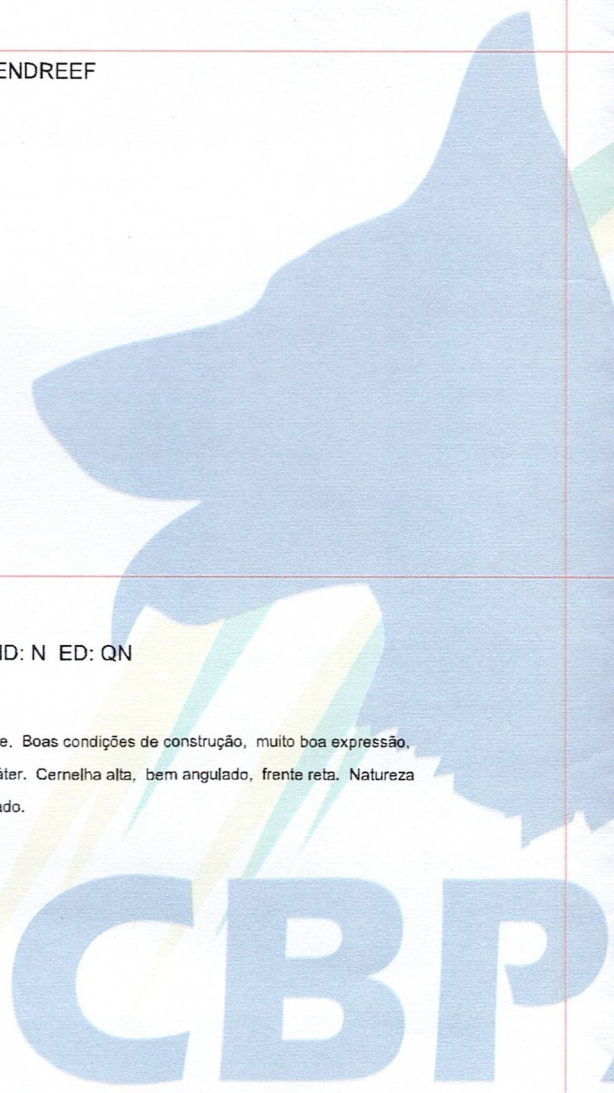 ENDREEF
ID: N ED: QN
e. Boas condições de construção, muito boa expressão,
áter. Cernelha alta, bem angulado, frente reta. Natureza
ado.
CBP